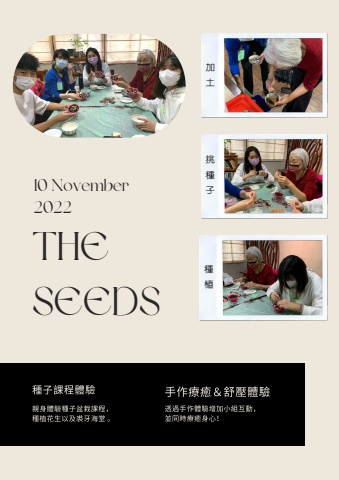 加土
挑種子
種植
10 November
2022
THE
SEEDS
種子課程體驗
親身體驗種子盆栽課程，
種植花生以及裘牙海堂。
手作療癒＆舒壓體驗
透過手作體驗增加小組互動，
並同時療癒身心！